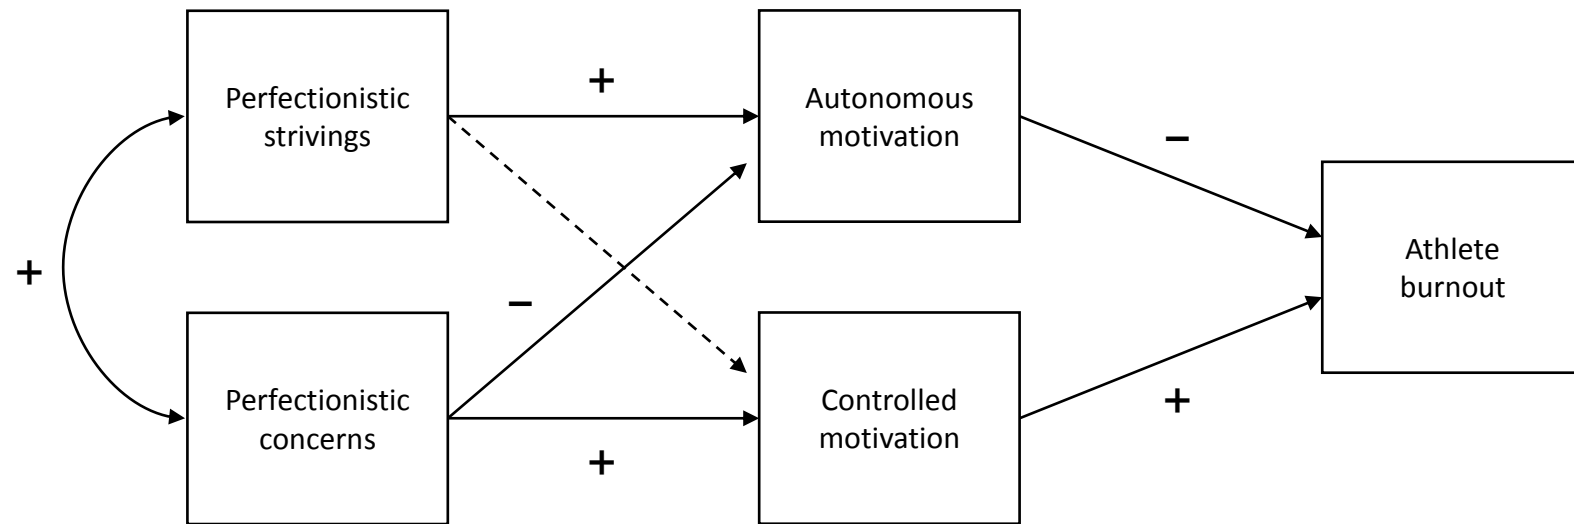 +
Perfectionistic
strivings
+
Autonomous
motivation
−
Athlete
burnout
+
−
Perfectionistic
concerns
+
Controlled
motivation